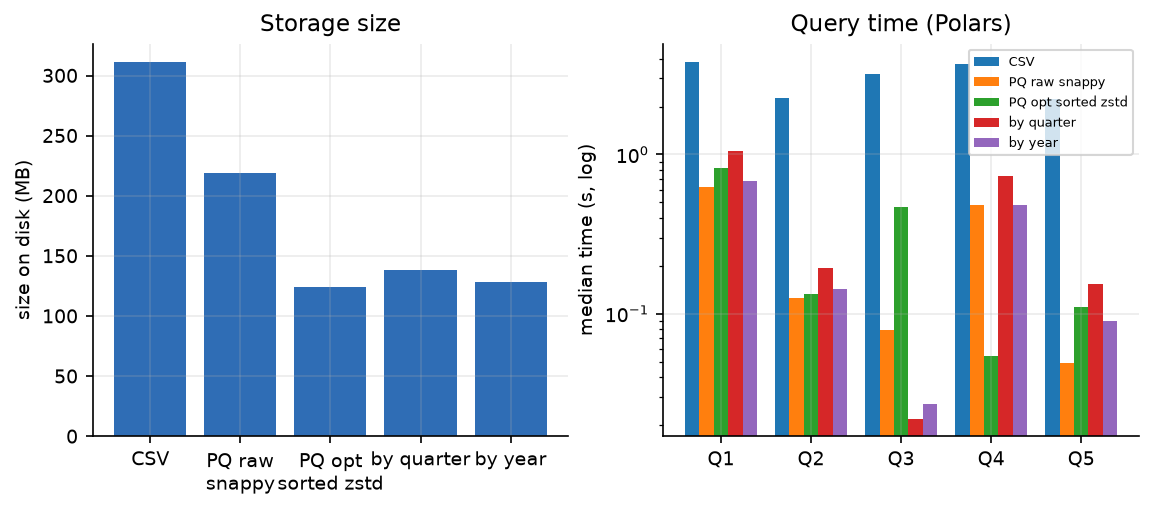 Storage size
size on disk (MB)
300
250
200
150
100
50
0
CSV
PQ raw
snappy
PQ opt
sorted zstd
by quarter
by year
Query time (Polars)
median time (s, log)
10⁰
10⁻¹
Q1
Q2
Q3
Q4
Q5
CSV
PQ raw snappy
PQ opt sorted zstd
by quarter
by year